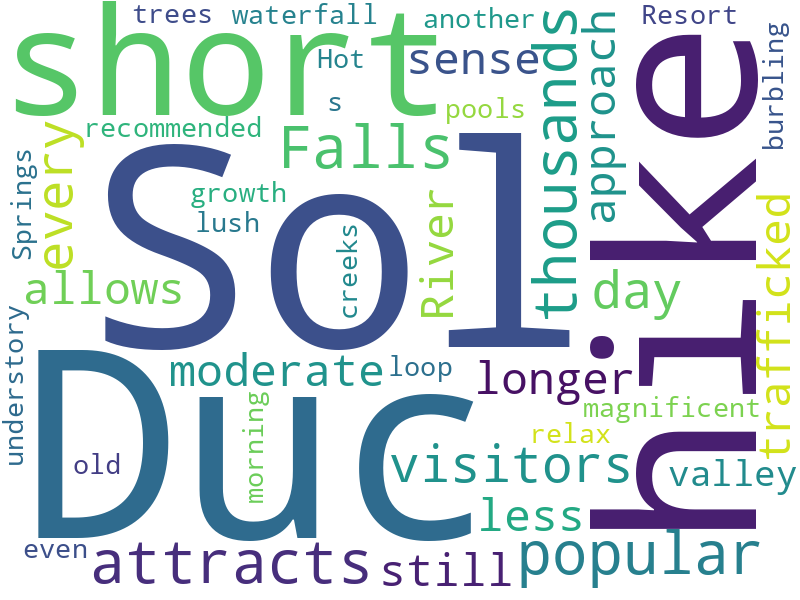 trees
waterfall
another
Resort
short
Hot
sense
thousands
approach
hike
burbling
s
pools
recommended
every
Falls
Springs
Sol
growth
lush
creeks
River
allows
day
trafficked
understory
moderate
loop
longer
Duc
morning
magnificent
relax
old
visitors
valley
less
even
attracts
still
popular